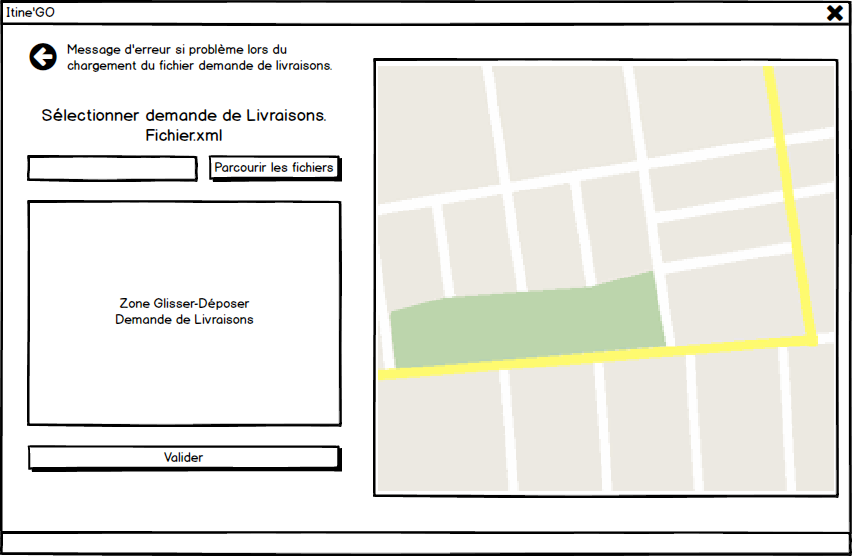 Itine'GO
Message d'erreur si problème lors du
chargement du fichier demande de livraisons.
Sélectionner demande de Livraisons.
Fichier.xml
Parcourir les fichiers
Zone Glisser-Déposer
Demande de Livraisons
Valider